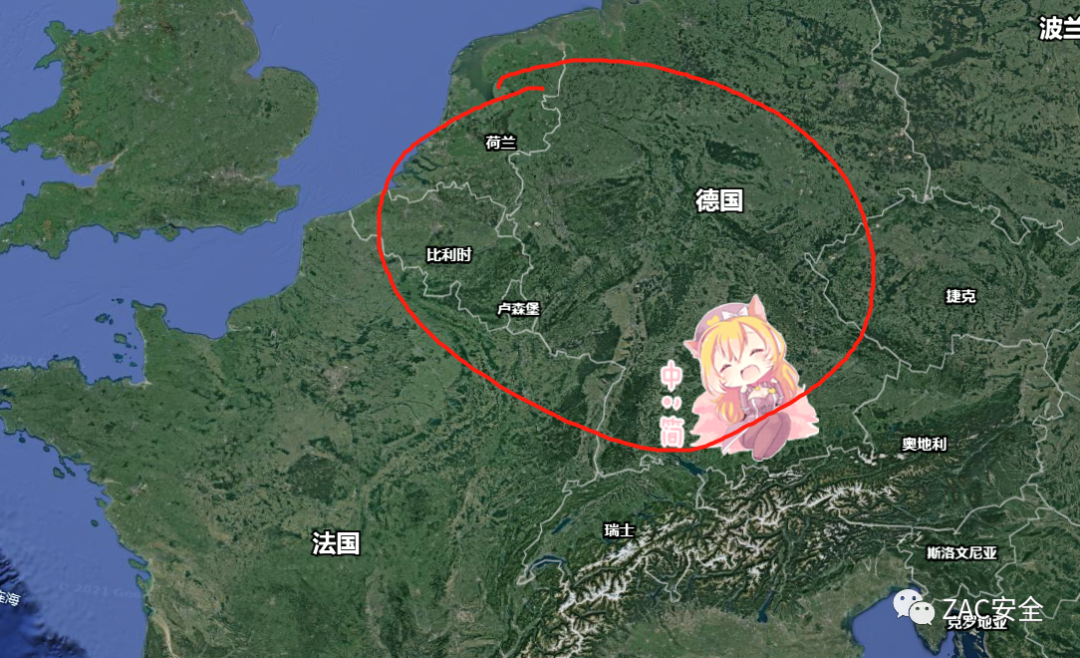 波兰
荷兰
德国
比利时
捷克
卢森堡
中
简
奥地利
瑞士
法国
斯洛文尼亚
ZAC安全
克罗地亚